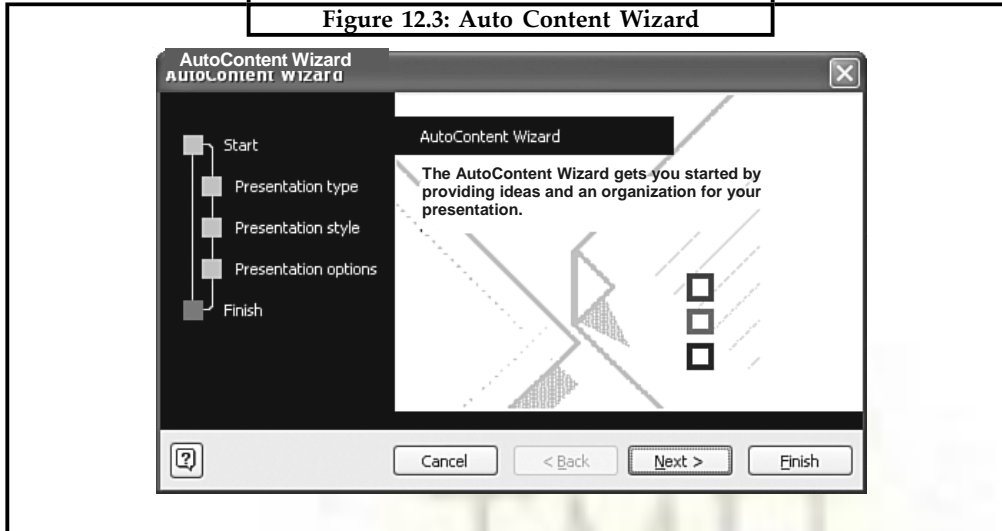 Figure 12.3: Auto Content Wizard
AutoContent Wizard
AutoContent Wizard
Start
Presentation type
Presentation style
Presentation options
Finish
AutoContent Wizard
The AutoContent Wizard gets you started by
providing ideas and an organization for your
presentation.
Cancel
< Back
Next >
Finish